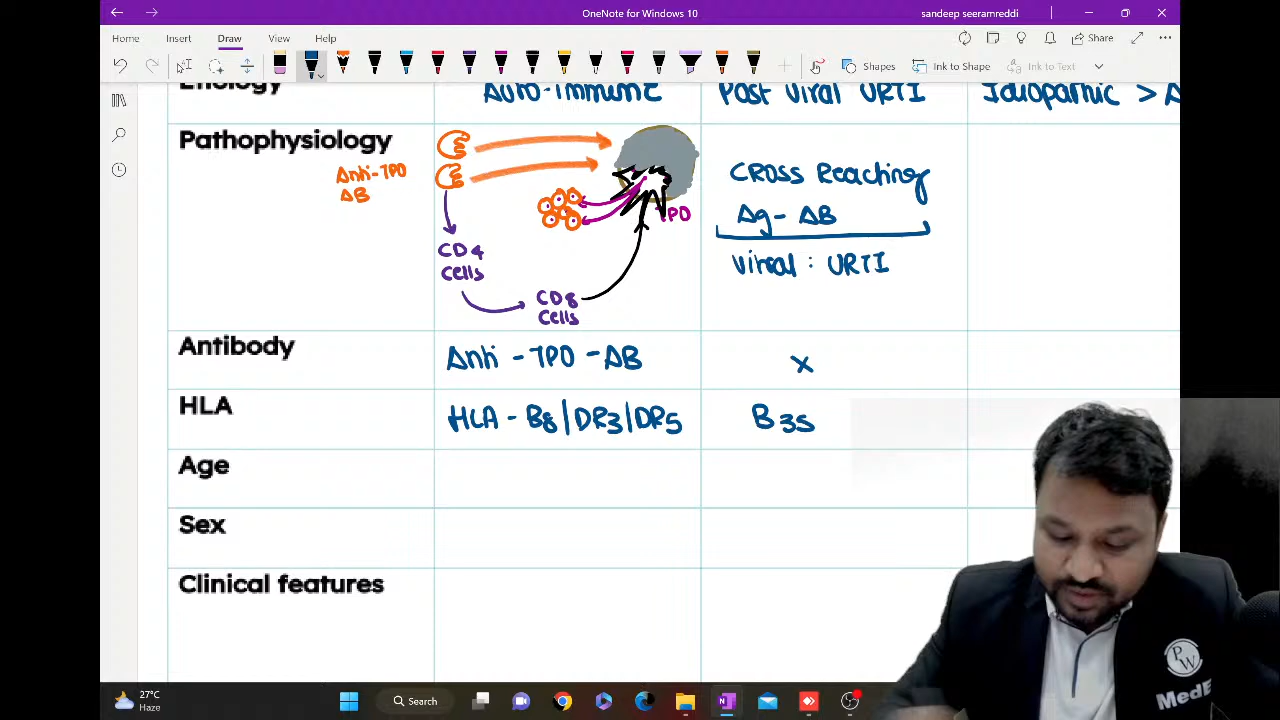 OneNote for Windows 10
sandeep seeramreddi
Home Insert Draw View Help
Share
Shapes
Ink to Shape
Ink to Text
Etiology Auto-immune Post viral URTI Idiopathic >
Pathophysiology
Anti-TPO
AB
TPO
CD4
Cells
CD8
Cells
CROSS Reacting
Ag - AB
Viral : URTI
Antibody Anti - TPO - AB x
HLA HLA - B8/DR3/DR5 B35
Age
Sex
Clinical features
PW
MedE
27°C
Haze
Search